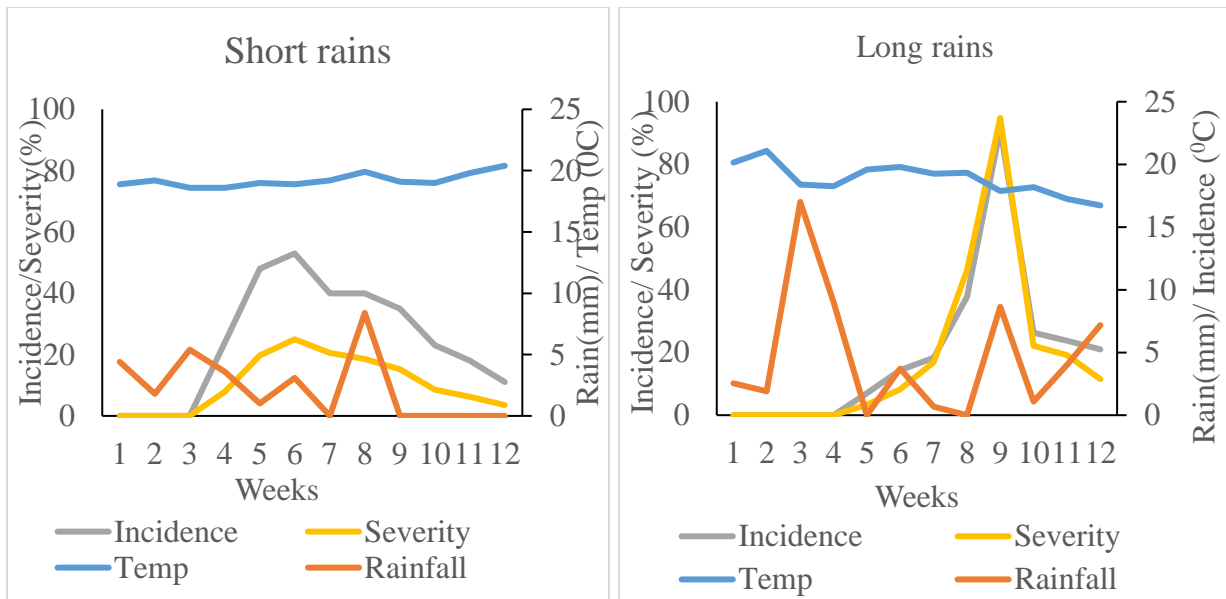 Short rains
Incidence/Severity(%)
100
80
60
40
20
0
25
20
15
10
5
0
Rain(mm)/ Temp (0C)
1 2 3 4 5 6 7 8 9 10 11 12
Weeks
Incidence Severity
Temp Rainfall
Long rains
Incidence/ Severity (%)
100
80
60
40
20
0
25
20
15
10
5
0
Rain(mm)/ Incidence (⁰C)
1 2 3 4 5 6 7 8 9 10 11 12
Weeks
Incidence Severity
Temp Rainfall